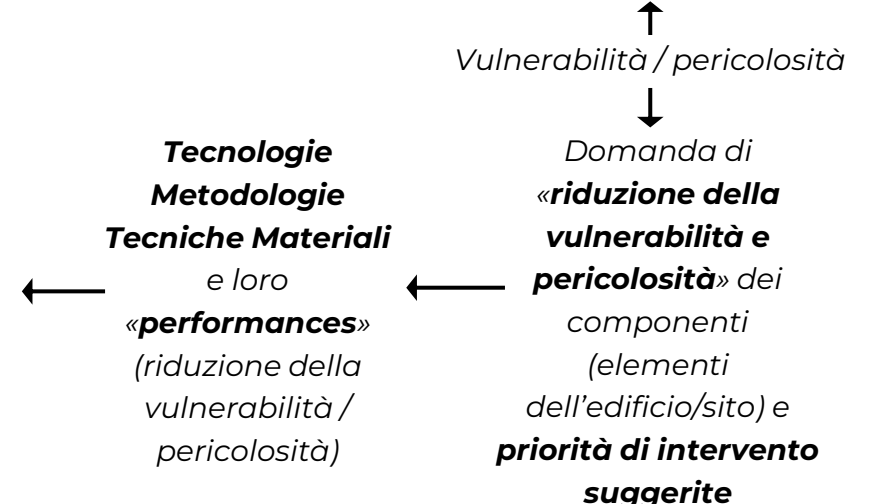 Vulnerabilità / pericolosità
Tecnologie
Metodologie
Tecniche Materiali
e loro
«performances»
(riduzione della
vulnerabilità /
pericolosità)
Domanda di
«riduzione della
vulnerabilità e
pericolosità» dei
componenti
(elementi
dell’edificio/sito) e
priorità di intervento
suggerite